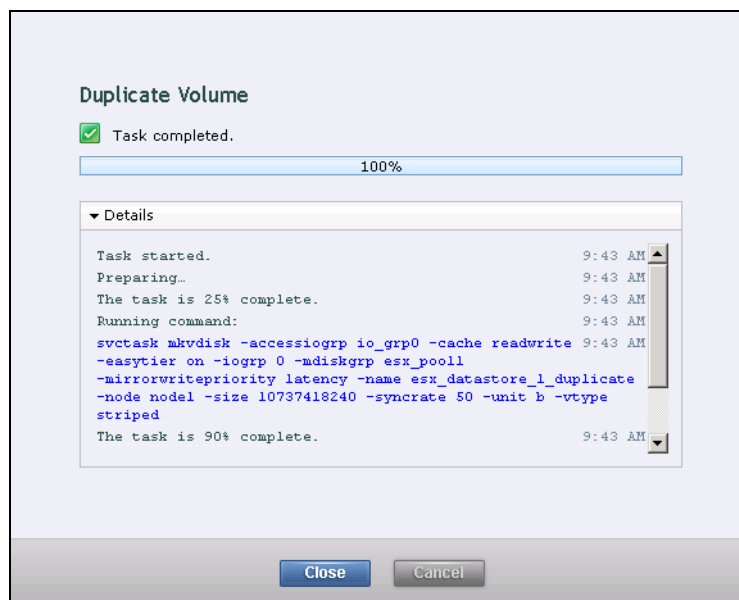 Duplicate Volume
Task completed.
100%
Details
Task started. 9:43 AM
Preparing… 9:43 AM
The task is 25% complete. 9:43 AM
Running command: 9:43 AM
svctask mkvdisk -accessiogrp io_grp0 -cache readwrite 9:43 AM
-easytier on -iogrp 0 -mdiskgrp esx_pool1
-mirrorwritepriority latency -name esx_datastore_1_duplicate
-node node1 -size 10737418240 -syncrate 50 -unit b -vtype
striped
The task is 90% complete. 9:43 AM
Close Cancel